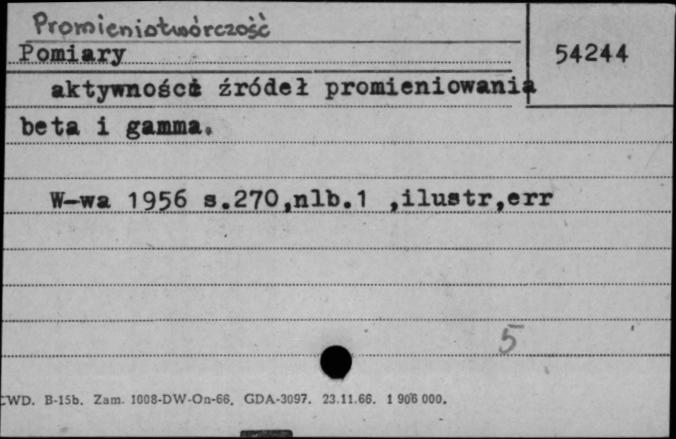 Promieniotwórczość
Pomiary
54244
aktywności źródeł promieniowania
beta i gamma.
W-wa 1956 s.270,nlb.1 ,ilustr,err
5
CWD. B-15b. Zam. 1008-DW-On-66. GDA-3097. 23.11.66. 1 906 000.